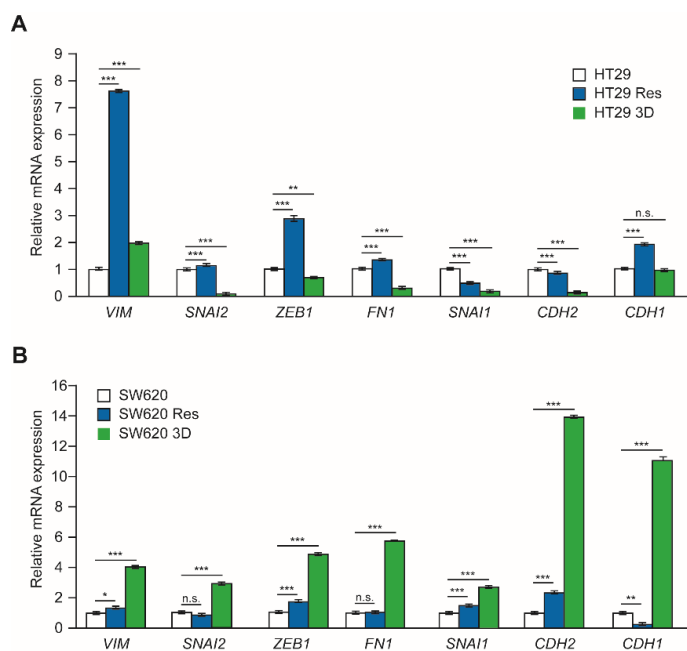 A
Relative mRNA expression
9
8
7
6
5
4
3
2
1
0
HT29
HT29 Res
HT29 3D
***
***
***
***
***
**
***
***
***
***
***
***
n.s.
***
VIM SNAI2 ZEB1 FN1 SNAI1 CDH2 CDH1
B
Relative mRNA expression
16
14
12
10
8
6
4
2
0
SW620
SW620 Res
SW620 3D
***
*
***
n.s.
***
***
***
n.s.
***
***
***
***
***
**
VIM SNAI2 ZEB1 FN1 SNAI1 CDH2 CDH1